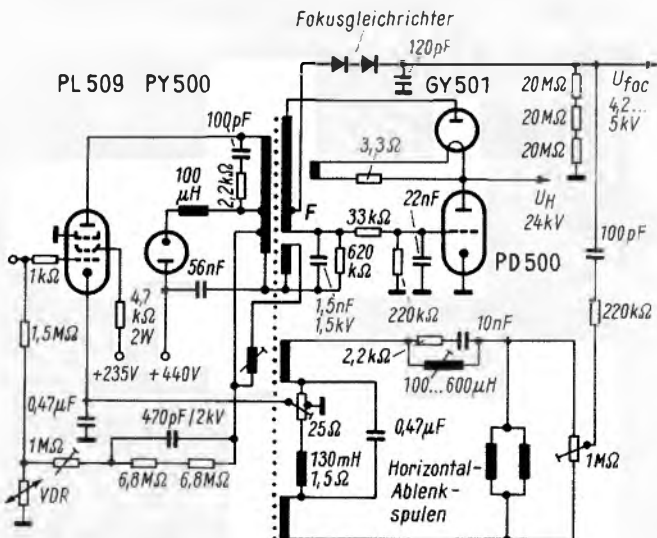 Fokusgleichrichter
120pF
PL 509 PY500
GY501
U foc
4,2...
5kV
20MΩ
20MΩ
20MΩ
100pF
2,2kΩ
100
µH
3,3Ω
U H
24kV
F
33kΩ
22nF
PD 500
100pF
1kΩ
56nF
620
kΩ
1,5nF
1,5kV
220kΩ
220kΩ
4,7
kΩ
2W
1,5MΩ
+235V
+440V
10nF
2,2kΩ
100...600µH
0,47µF
470pF/2kV
25Ω
0,47µF
1MΩ
1MΩ
130mH
1,5Ω
Horizontal-
Ablenk-
spulen
6,8MΩ
6,8MΩ
VDR